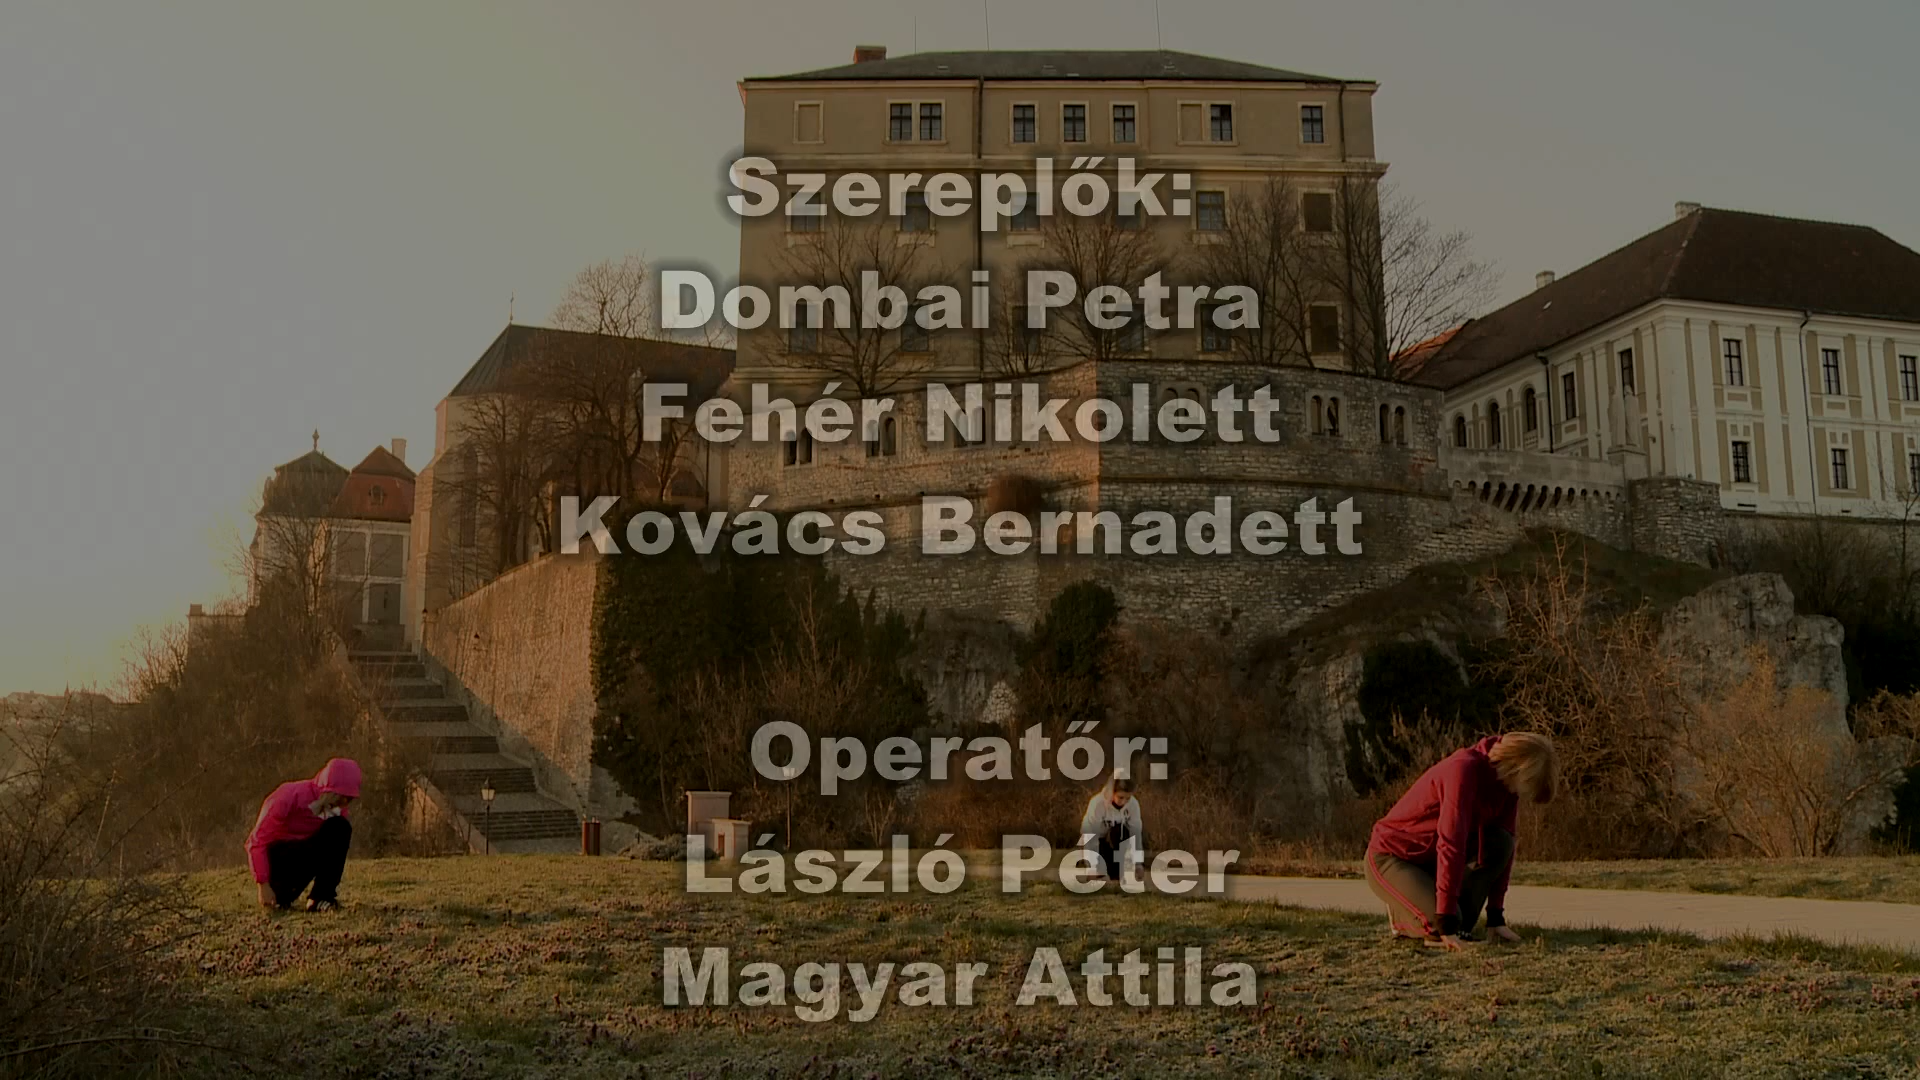 Szereplők:
Dombai Petra
Fehér Nikolett
Kovács Bernadett
Operatőr:
László Péter
Magyar Attila